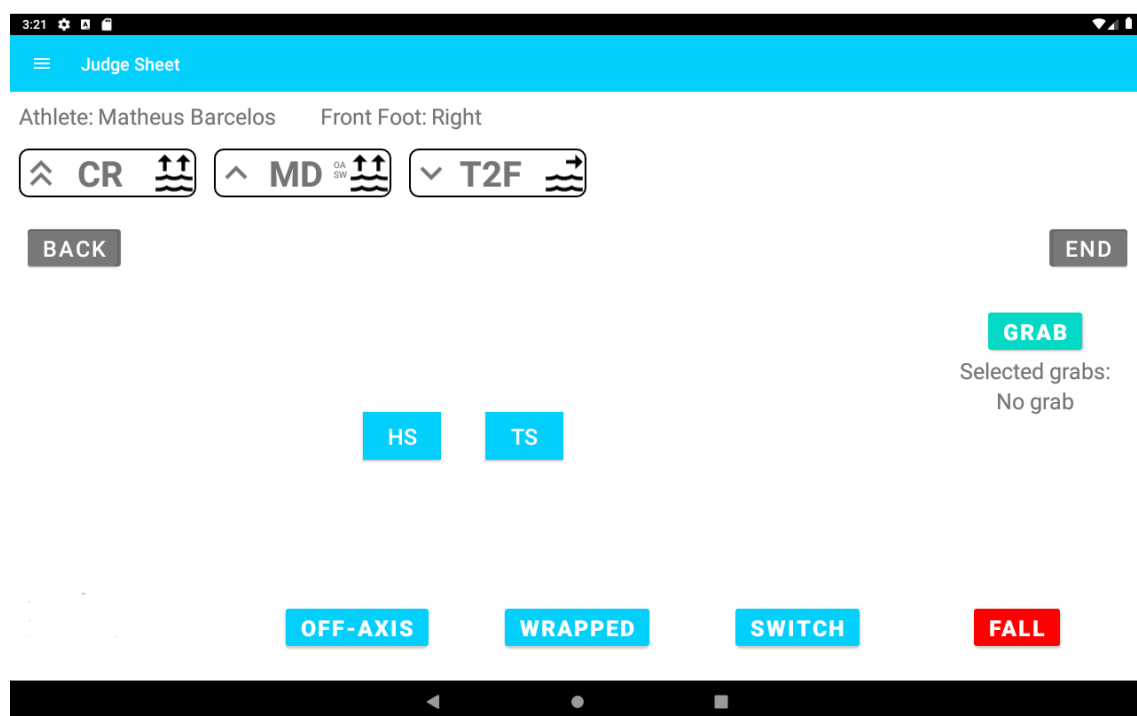 3:21
Judge Sheet
Athlete: Matheus Barcelos Front Foot: Right
CR MD OA SW T2F
BACK END
GRAB
Selected grabs:
No grab
HS TS
OFF-AXIS WRAPPED SWITCH FALL